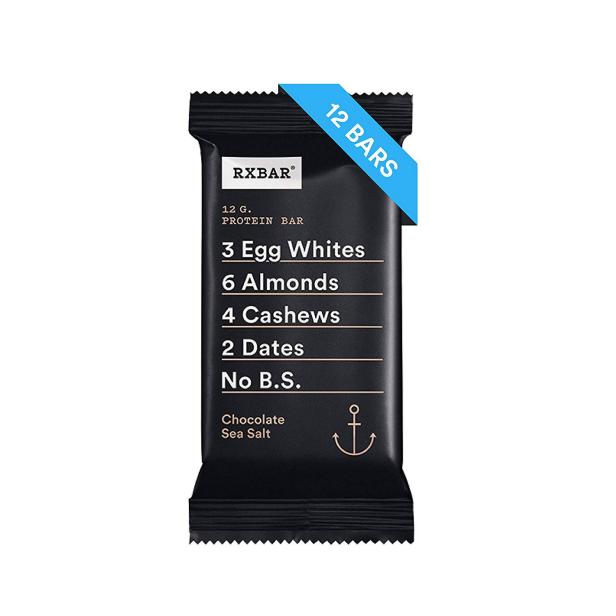 12 BARS
RXBAR®
12 G.
PROTEIN BAR
3 Egg Whites
6 Almonds
4 Cashews
2 Dates
No B.S.
Chocolate
Sea Salt